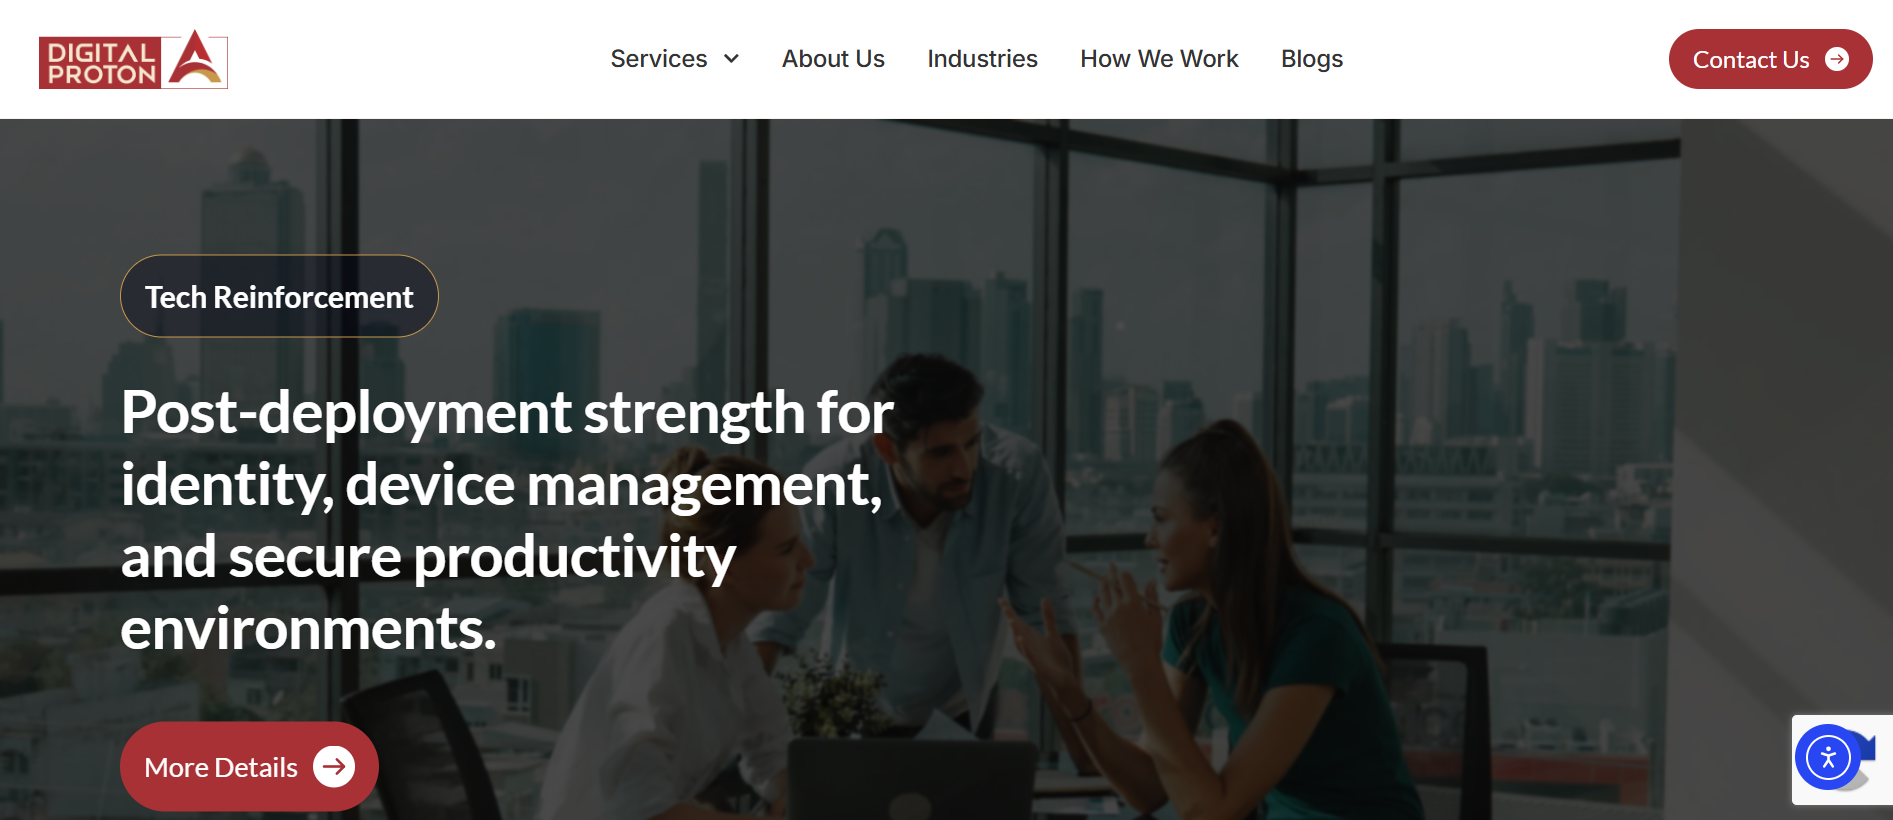 DIGITAL
PROTON
Services
About Us
Industries
How We Work
Blogs
Contact Us
Tech Reinforcement
Post-deployment strength for
identity, device management,
and secure productivity
environments.
More Details